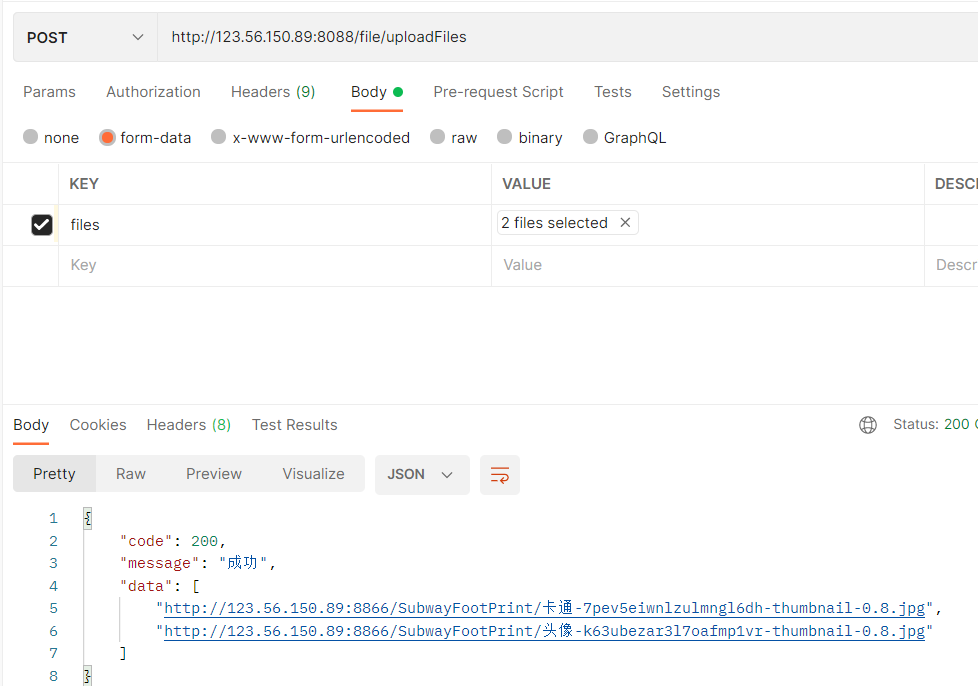 POST http://123.56.150.89:8088/file/uploadFiles
Params Authorization Headers (9) Body Pre-request Script Tests Settings
none form-data x-www-form-urlencoded raw binary GraphQL
KEY VALUE DESCI
files 2 files selected
Key Value Descr
Body Cookies Headers (8) Test Results Status: 200
Pretty Raw Preview Visualize JSON
1 {
2 "code": 200,
3 "message": "成功",
4 "data": [
5 "http://123.56.150.89:8866/SubwayFootPrint/卡通-7pev5eiwnlzulmngl6dh-thumbnail-0.8.jpg",
6 "http://123.56.150.89:8866/SubwayFootPrint/头像-k63ubezar3l7oafmp1vr-thumbnail-0.8.jpg"
7 ]
8 }